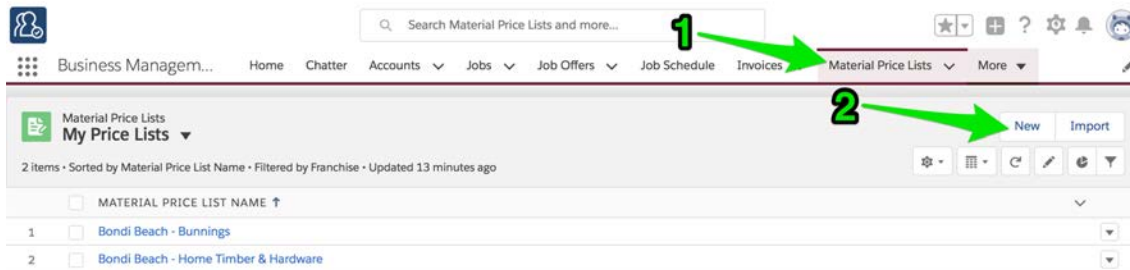 Search Material Price Lists and more...
1
Business Managem... Home Chatter Accounts Jobs Job Offers Job Schedule Invoices Material Price Lists More
2
Material Price Lists
My Price Lists
New Import
2 items • Sorted by Material Price List Name • Filtered by Franchise • Updated 13 minutes ago
MATERIAL PRICE LIST NAME
1 Bondi Beach - Bunnings
2 Bondi Beach - Home Timber & Hardware